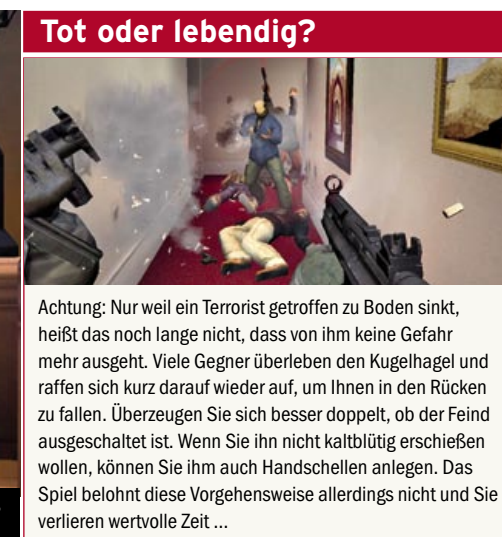 Tot oder lebendig?
Achtung: Nur weil ein Terrorist getroffen zu Boden sinkt,
heißt das noch lange nicht, dass von ihm keine Gefahr
mehr ausgeht. Viele Gegner überleben den Kugelhagel und
raffen sich kurz darauf wieder auf, um Ihnen in den Rücken
zu fallen. Überzeugen Sie sich besser doppelt, ob der Feind
ausgeschaltet ist. Wenn Sie ihn nicht kaltblütig erschießen
wollen, können Sie ihm auch Handschellen anlegen. Das
Spiel belohnt diese Vorgehensweise allerdings nicht und Sie
verlieren wertvolle Zeit ...